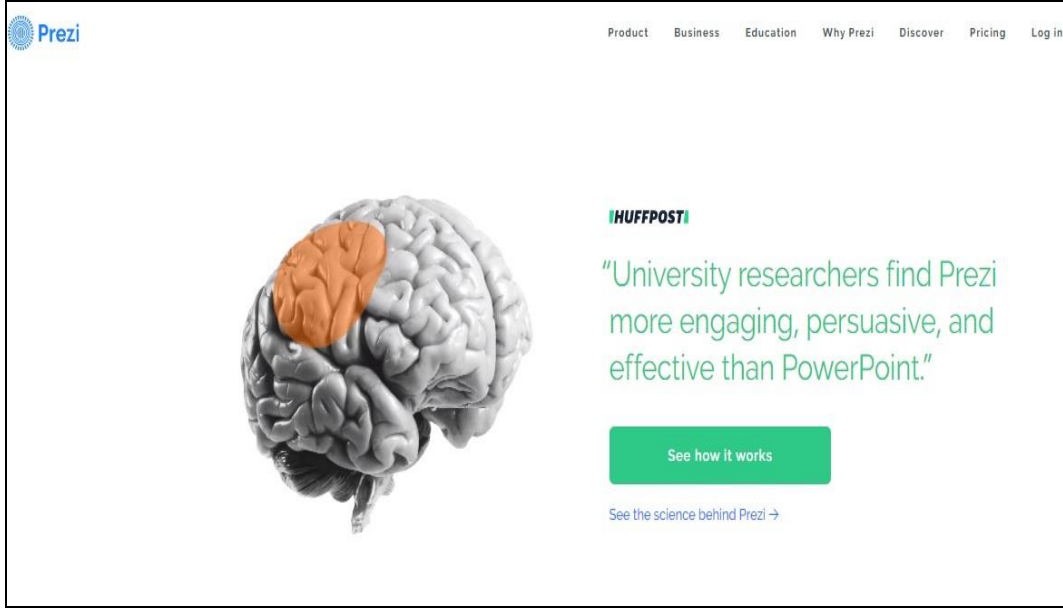 Prezi
Product Business Education Why Prezi Discover Pricing Log in
HUFFPOST
“University researchers find Prezi
more engaging, persuasive, and
effective than PowerPoint.”
See how it works
See the science behind Prezi →